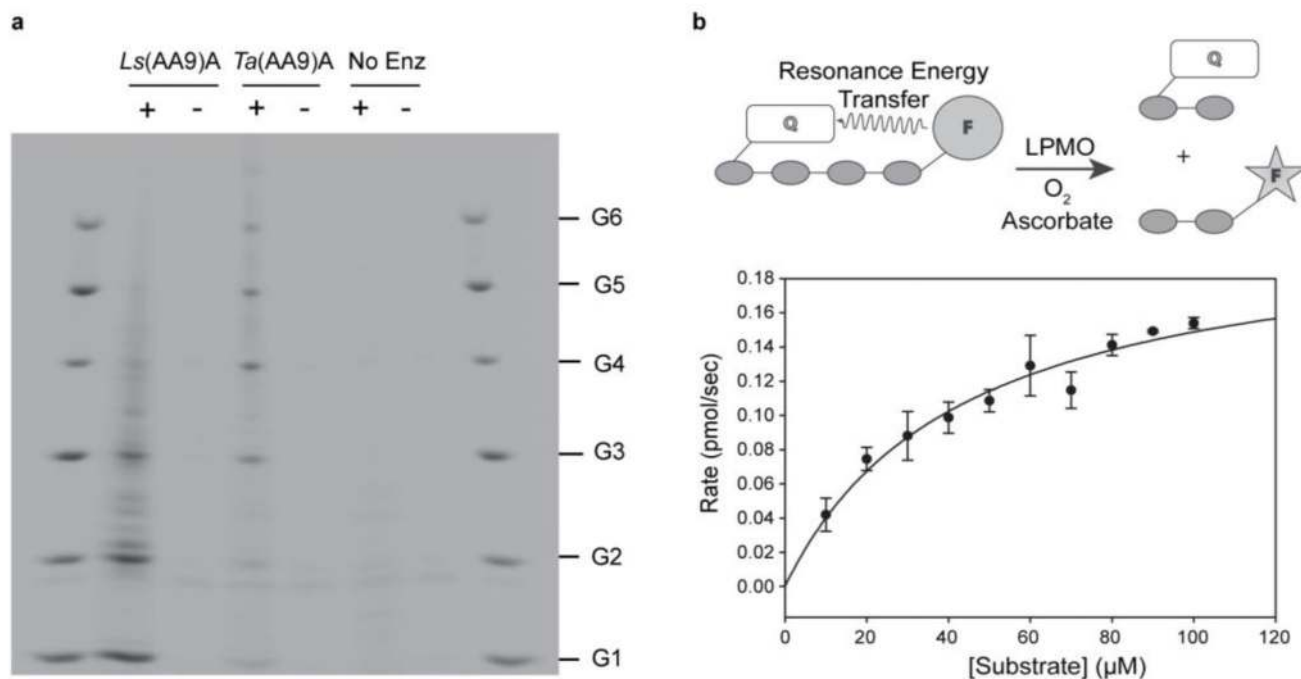 a
Ls(AA9)A Ta(AA9)A No Enz
+ - + - + -
G6
G5
G4
G3
G2
G1
b
Resonance Energy
Transfer
Q
F
LPMO
O2
Ascorbate
Q
+
F
0.18
0.16
0.14
0.12
0.10
0.08
0.06
0.04
0.02
0.00
Rate (pmol/sec)
0 20 40 60 80 100 120
[Substrate] (µM)